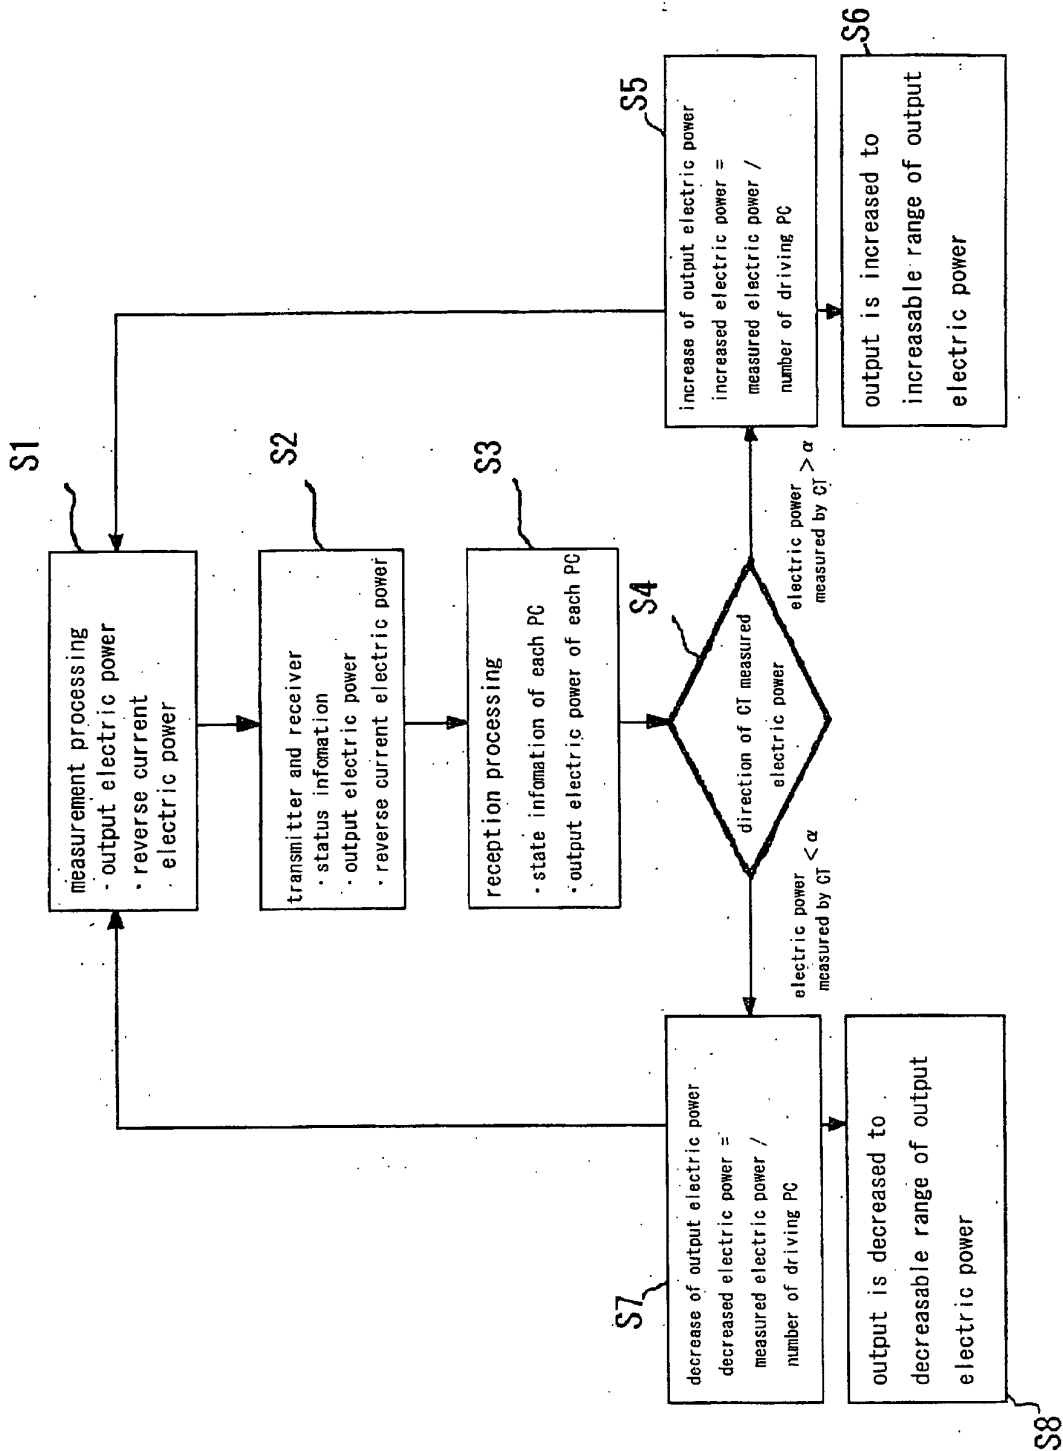 S1
measurement processing
· output electric power
· reverse current
electric power
S2
transmitter and receiver
· status infomation
· output electric power
· reverse current electric power
S3
reception processing
· state infomation of each PC
· output electric power of each PC
S4
direction of CT measured
electric power
electric power
measured by CT > α
S5
increase of output electric power
increased electric power =
measured electric power /
number of driving PC
S6
output is increased to
increasable range of output
electric power
electric power
measured by CT < α
S7
decrease of output electric power
decreased electric power =
measured electric power /
number of driving PC
S8
output is decreased to
decreasable range of output
electric power